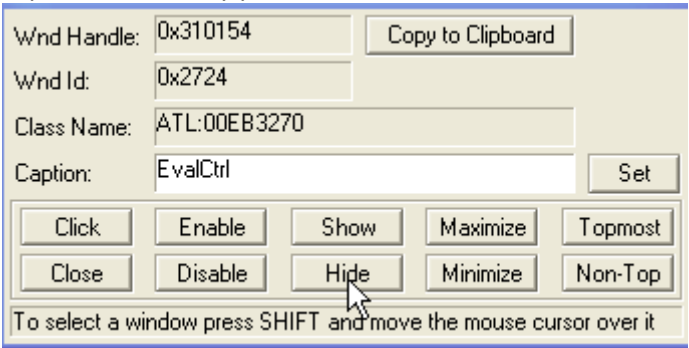 Wnd Handle: 0x310154 Copy to Clipboard
Wnd Id: 0x2724
Class Name: ATL:00EB3270
Caption: EvalCtrl Set
Click Enable Show Maximize Topmost
Close Disable Hide Minimize Non-Top
To select a window press SHIFT and move the mouse cursor over it